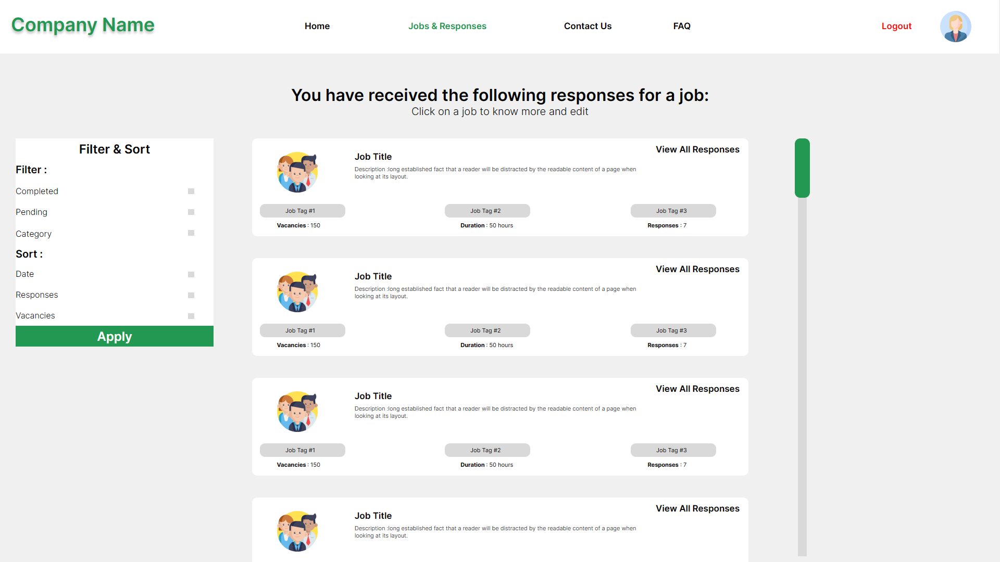 Company Name
Home
Jobs & Responses
Contact Us
FAQ
Logout
You have received the following responses for a job:
Click on a job to know more and edit
Filter & Sort
Filter :
Completed
Pending
Category
Sort :
Date
Responses
Vacancies
Apply
View All Responses
Job Title
Description :long established fact that a reader will be distracted by the readable content of a page when
looking at its layout.
Job Tag #1
Job Tag #2
Job Tag #3
Vacancies : 150
Duration : 50 hours
Responses : 7
View All Responses
Job Title
Description :long established fact that a reader will be distracted by the readable content of a page when
looking at its layout.
Job Tag #1
Job Tag #2
Job Tag #3
Vacancies : 150
Duration : 50 hours
Responses : 7
View All Responses
Job Title
Description :long established fact that a reader will be distracted by the readable content of a page when
looking at its layout.
Job Tag #1
Job Tag #2
Job Tag #3
Vacancies : 150
Duration : 50 hours
Responses : 7
View All Responses
Job Title
Description :long established fact that a reader will be distracted by the readable content of a page when
looking at its layout.